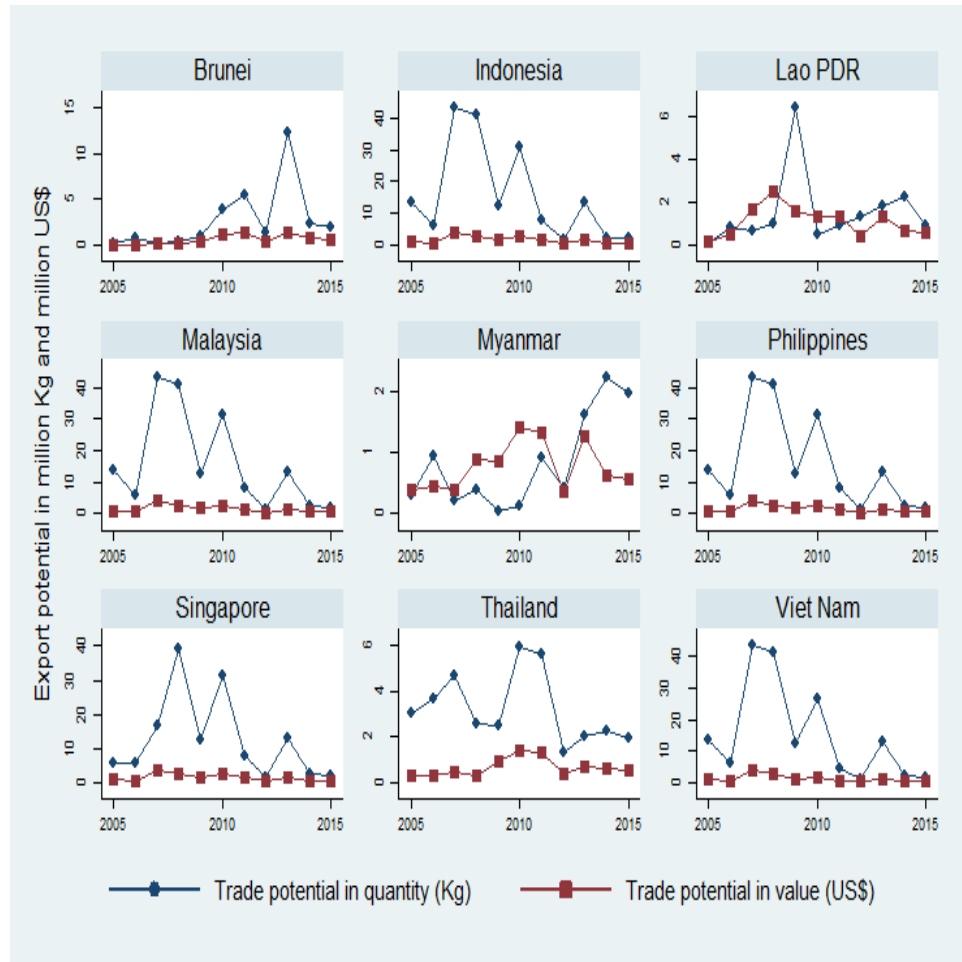 Export potential in million Kg and million US$
Brunei
15
10
5
0
2005 2010 2015
Indonesia
40
30
20
10
0
2005 2010 2015
Lao PDR
6
4
2
0
2005 2010 2015
Malaysia
40
30
20
10
0
2005 2010 2015
Myanmar
2
1
0
2005 2010 2015
Philippines
40
30
20
10
0
2005 2010 2015
Singapore
40
30
20
10
0
2005 2010 2015
Thailand
6
4
2
0
2005 2010 2015
Viet Nam
40
30
20
10
0
2005 2010 2015
Trade potential in quantity (Kg) Trade potential in value (US$)